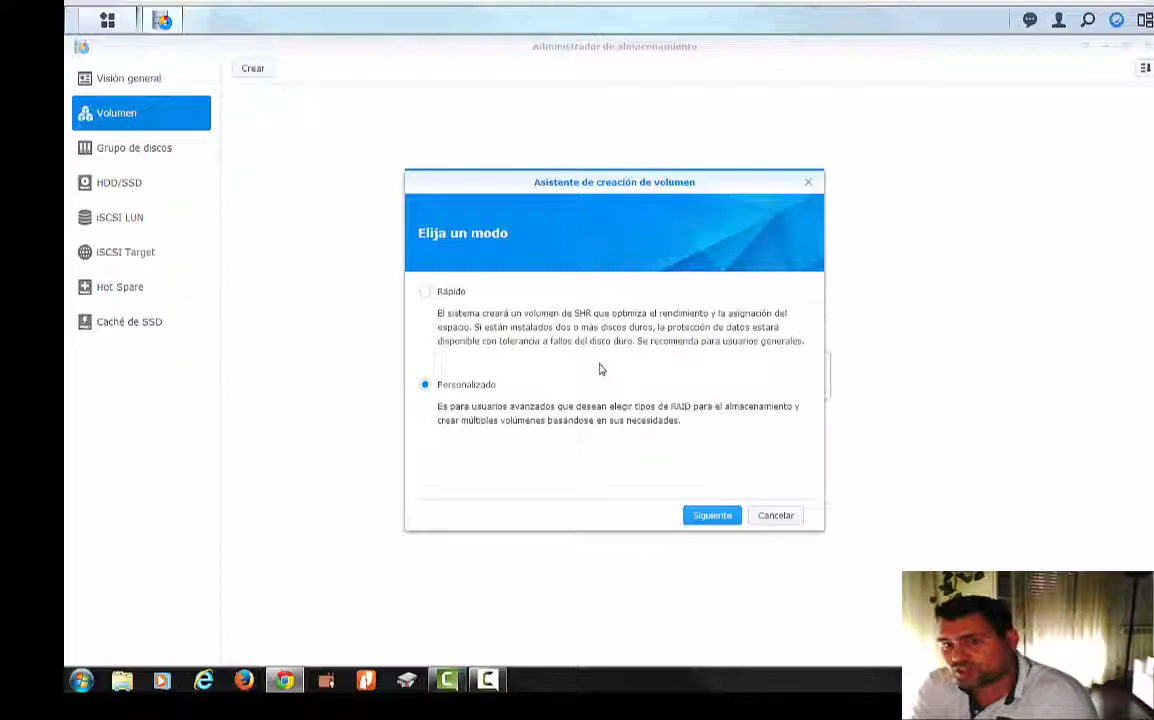 Administrador de almacenamiento
Crear
Visión general
Volumen
Grupo de discos
HDD/SSD
iSCSI LUN
iSCSI Target
Hot Spare
Caché de SSD
Asistente de creación de volumen
Elija un modo
Rápido
El sistema creará un volumen de SHR que optimiza el rendimiento y la asignación del
espacio. Si están instalados dos o más discos duros, la protección de datos estará
disponible con tolerancia a fallos del disco duro. Se recomienda para usuarios generales.
Personalizado
Es para usuarios avanzados que desean elegir tipos de RAID para el almacenamiento y
crear múltiples volúmenes basándose en sus necesidades.
Siguiente
Cancelar